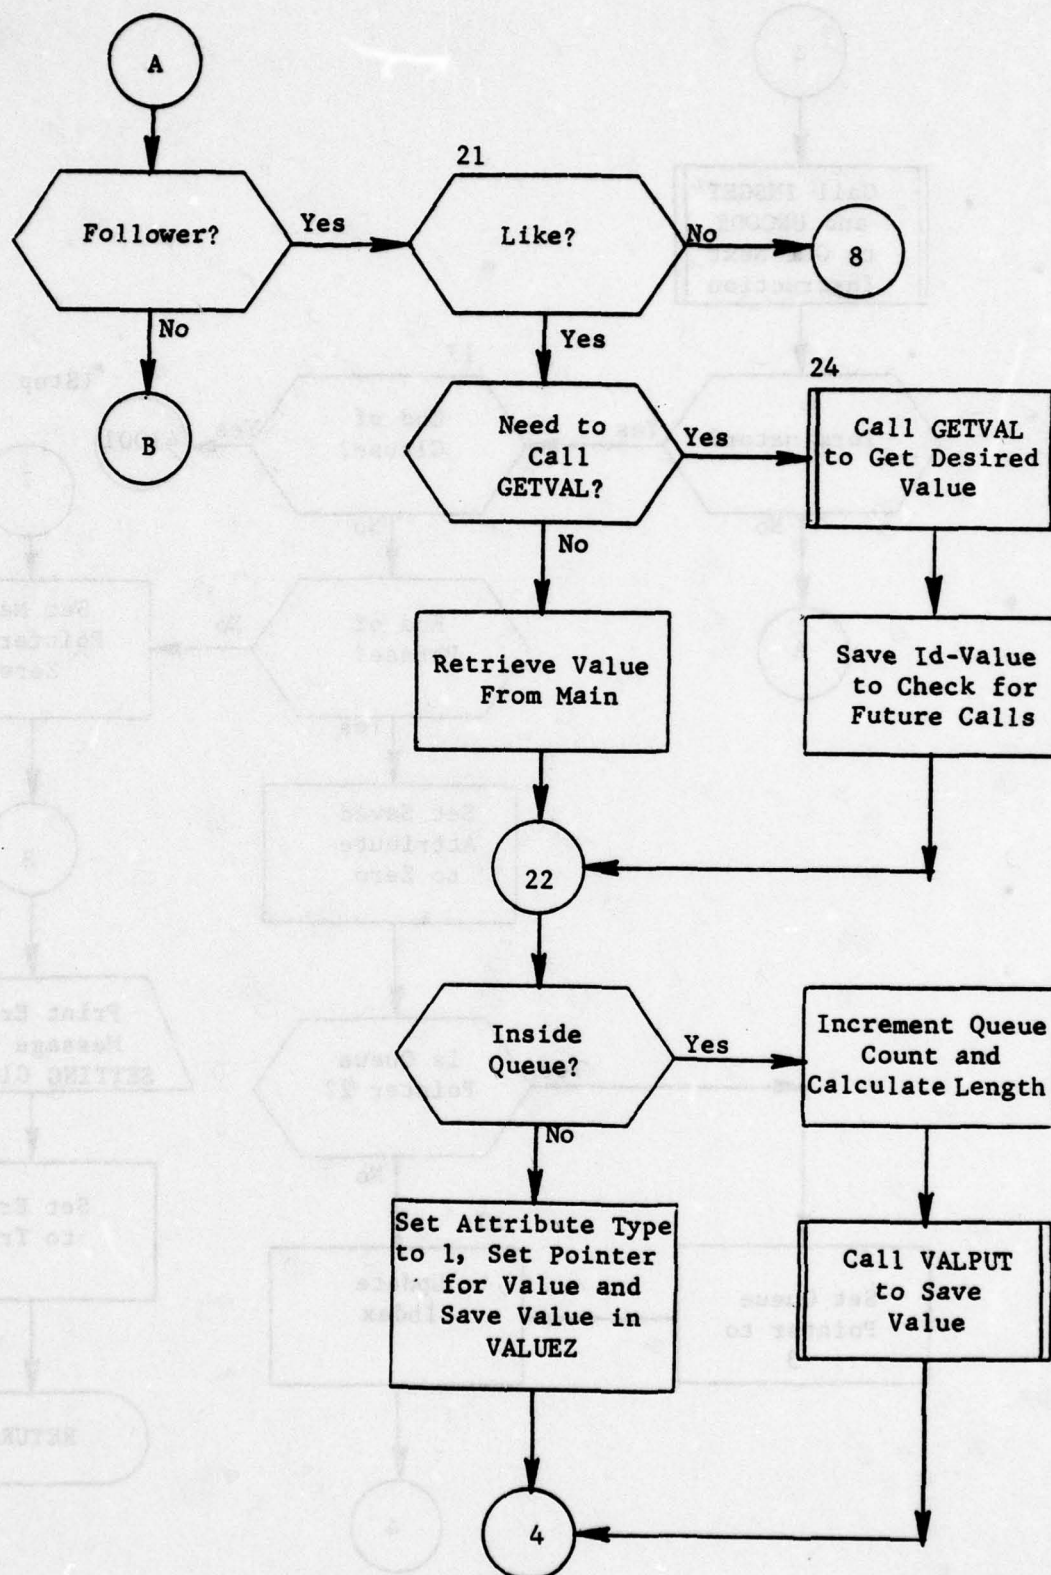 A
Follower?
Yes
No
B
21
Like?
No
8
Yes
Need to
Call
GETVAL?
Yes
No
24
Call GETVAL
to Get Desired
Value
Retrieve Value
From Main
Save Id-Value
to Check for
Future Calls
22
Inside
Queue?
Yes
No
Increment Queue
Count and
Calculate Length
Set Attribute Type
to 1, Set Pointer
for Value and
Save Value in
VALUEZ
Call VALPUT
to Save
Value
4